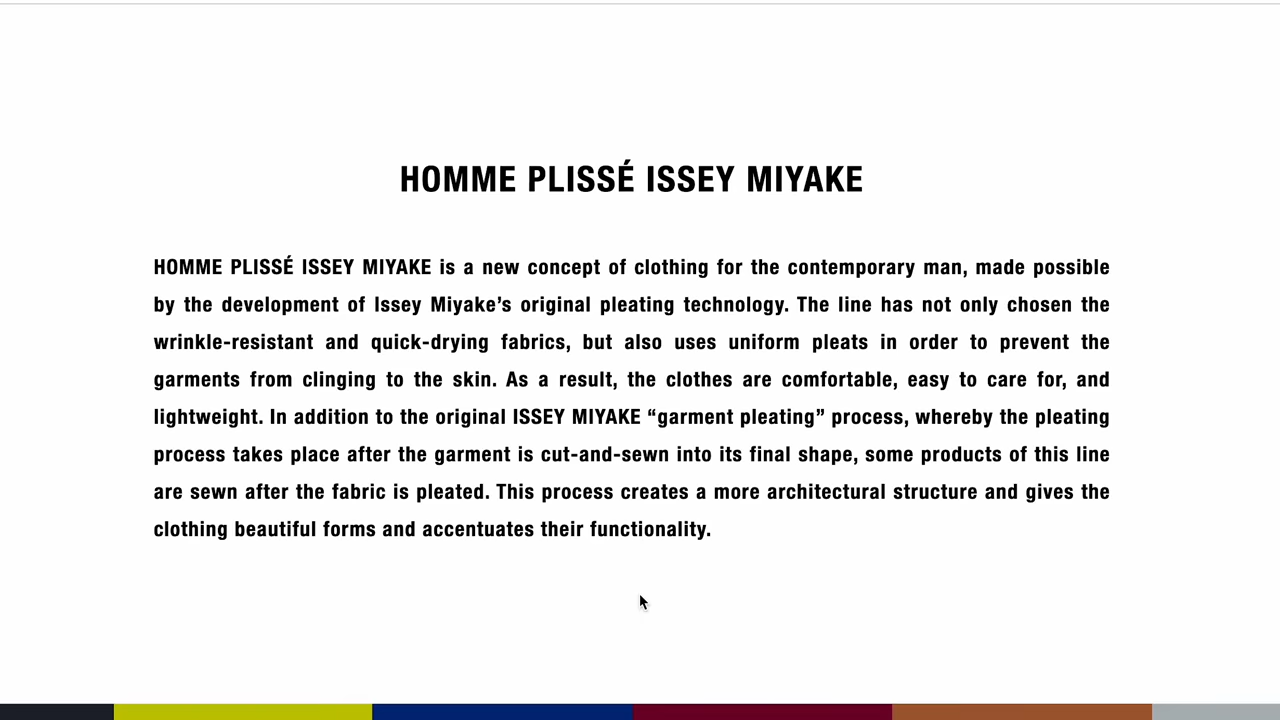 HOMME PLISSÉ ISSEY MIYAKE
HOMME PLISSÉ ISSEY MIYAKE is a new concept of clothing for the contemporary man, made possible
by the development of Issey Miyake’s original pleating technology. The line has not only chosen the
wrinkle-resistant and quick-drying fabrics, but also uses uniform pleats in order to prevent the
garments from clinging to the skin. As a result, the clothes are comfortable, easy to care for, and
lightweight. In addition to the original ISSEY MIYAKE “garment pleating” process, whereby the pleating
process takes place after the garment is cut-and-sewn into its final shape, some products of this line
are sewn after the fabric is pleated. This process creates a more architectural structure and gives the
clothing beautiful forms and accentuates their functionality.